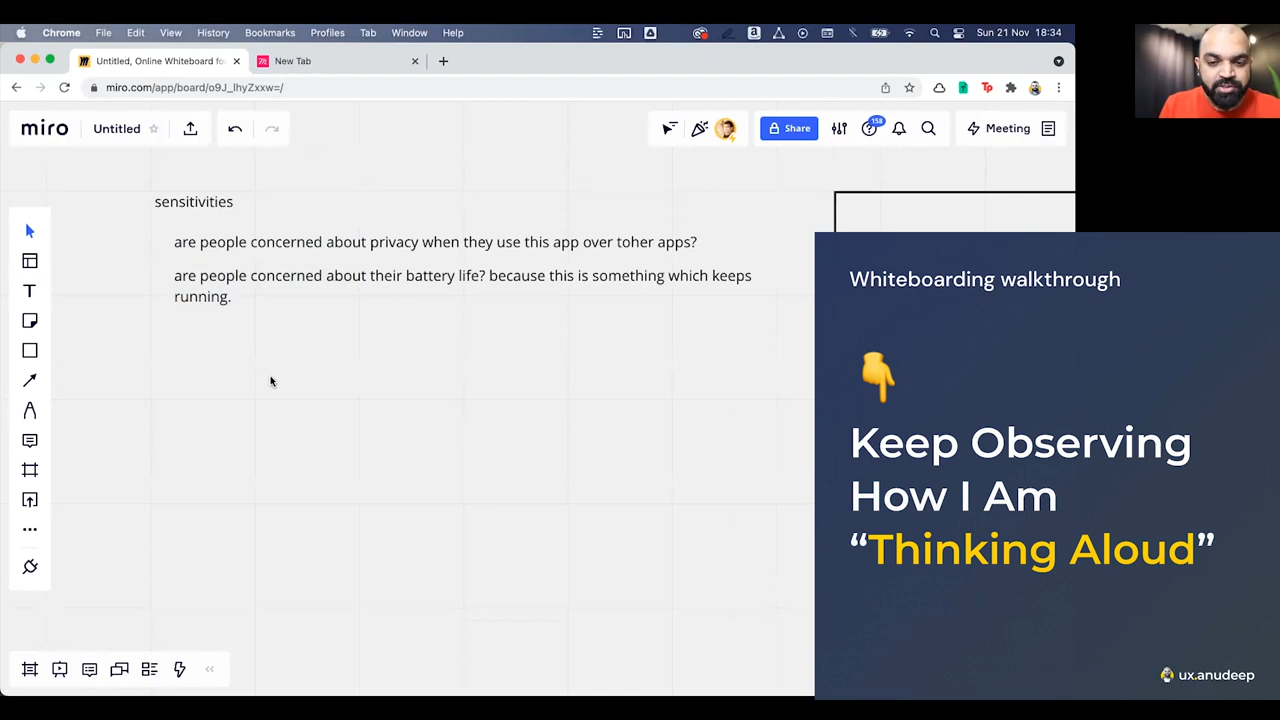 Chrome File Edit View History Bookmarks Profiles Tab Window Help Sun 21 Nov 18:34
Untitled, Online Whiteboard fo New Tab
miro.com/app/board/o9J_lhyZxxw=/
miro Untitled 158 Share Meeting
sensitivities
are people concerned about privacy when they use this app over toher apps?
are people concerned about their battery life? because this is something which keeps
running.
Whiteboarding walkthrough
Keep Observing
How I Am
“Thinking Aloud”
ux.anudeep